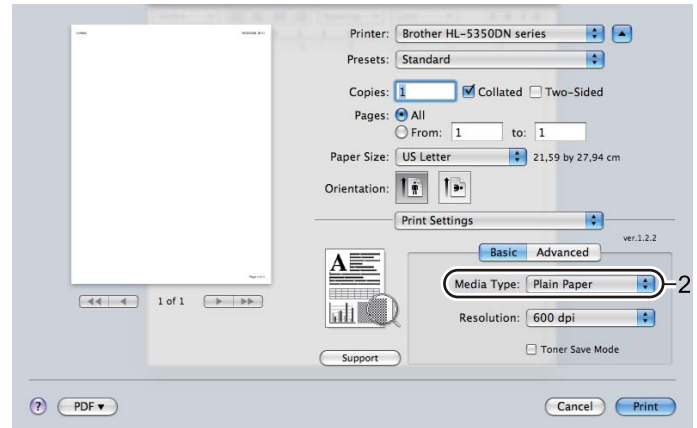 Printer: Brother HL-5350DN series
Presets: Standard
Copies: 1 Collated Two-Sided
Pages: All
From: 1 to: 1
Paper Size: US Letter 21,59 by 27,94 cm
Orientation:
Print Settings
ver.1.2.2
Basic Advanced
Media Type: Plain Paper 2
Resolution: 600 dpi
Toner Save Mode
1 of 1
Support
? PDF Cancel Print